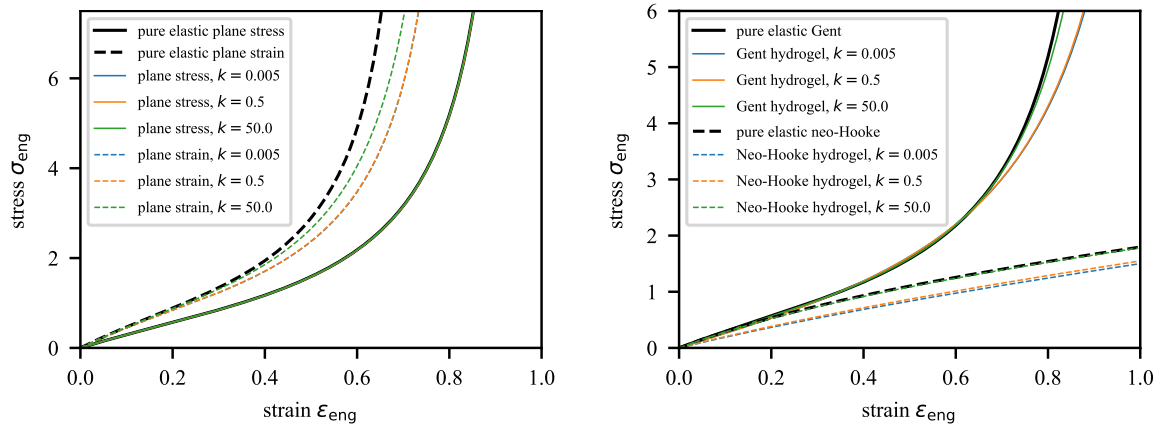 pure elastic plane stress
pure elastic plane strain
plane stress, k = 0.005
plane stress, k = 0.5
plane stress, k = 50.0
plane strain, k = 0.005
plane strain, k = 0.5
plane strain, k = 50.0
6
4
2
0
stress σeng
0.0 0.2 0.4 0.6 0.8 1.0
strain εeng
pure elastic Gent
Gent hydrogel, k = 0.005
Gent hydrogel, k = 0.5
Gent hydrogel, k = 50.0
pure elastic neo-Hooke
Neo-Hooke hydrogel, k = 0.005
Neo-Hooke hydrogel, k = 0.5
Neo-Hooke hydrogel, k = 50.0
6
5
4
3
2
1
0
stress σeng
0.0 0.2 0.4 0.6 0.8 1.0
strain εeng